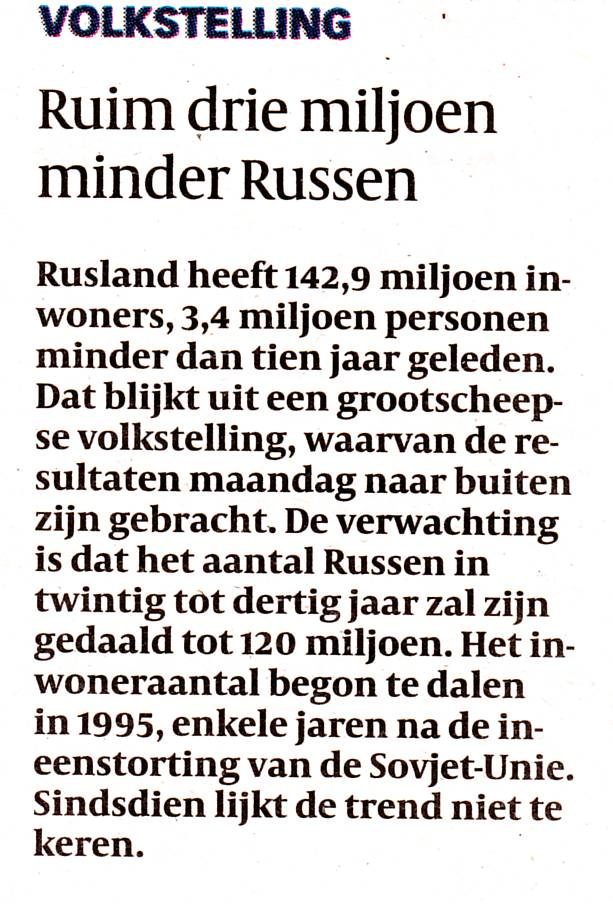 VOLKSTELLING
Ruim drie miljoen
minder Russen
Rusland heeft 142,9 miljoen in-
woners, 3,4 miljoen personen
minder dan tien jaar geleden.
Dat blijkt uit een grootscheep-
se volkstelling, waarvan de re-
sultaten maandag naar buiten
zijn gebracht. De verwachting
is dat het aantal Russen in
twintig tot dertig jaar zal zijn
gedaald tot 120 miljoen. Het in-
woneraantal begon te dalen
in 1995, enkele jaren na de in-
eenstorting van de Sovjet-Unie.
Sindsdien lijkt de trend niet te
keren.